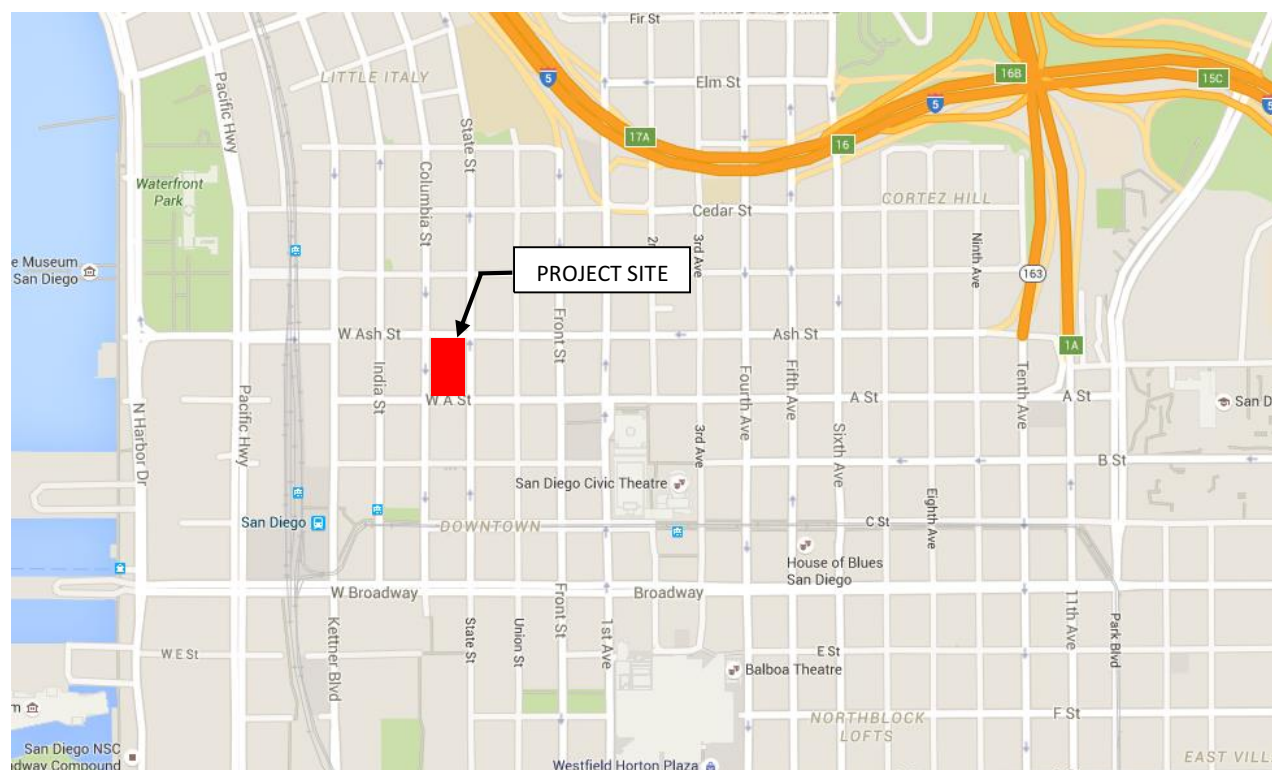 Fir St
LITTLE ITALY
Elm St
5
16B
15C
5
5
Pacific Hwy
State St
17A
16
Waterfront
Park
Columbia St
Cedar St
CORTEZ HILL
e Museum
San Diego
PROJECT SITE
3rd Ave
Ninth Ave
163
W Ash St
Front St
Ash St
1A
India St
W A St
Fourth Ave
Fifth Ave
A St
Tenth Ave
A St
San D
N Harbor Dr
Pacific Hwy
3rd Ave
Sixth Ave
B St
San Diego Civic Theatre
Eighth Ave
San Diego
DOWNTOWN
C St
House of Blues
San Diego
W Broadway
Broadway
Kettner Blvd
State St
Union St
Front St
1st Ave
11th Ave
Park Blvd
W E St
E St
Balboa Theatre
NORTHBLOCK
LOFTS
F St
San Diego NSC
dway Compound
Westfield Horton Plaza
EAST VILL